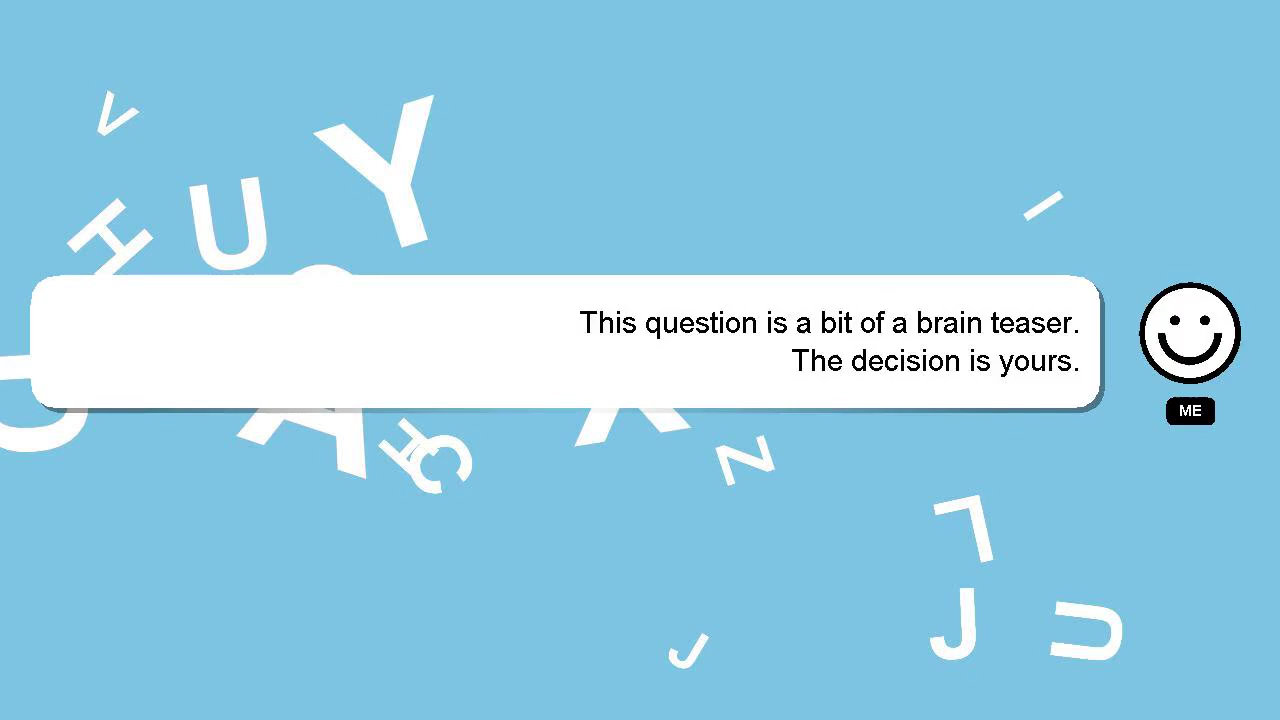 V
H
U
Y
I
This question is a bit of a brain teaser.
The decision is yours.
ME
A
H
C
N
L
J
U
J